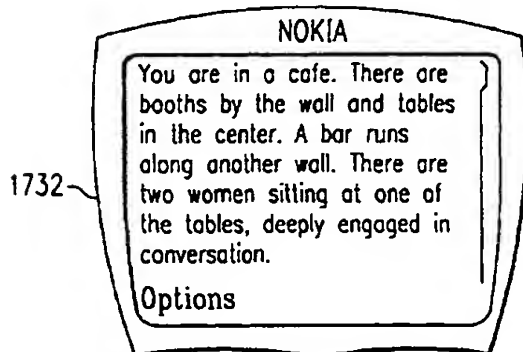 NOKIA
You are in a cafe. There are
booths by the wall and tables
in the center. A bar runs
along another wall. There are
two women sitting at one of
the tables, deeply engaged in
conversation.
Options
1732